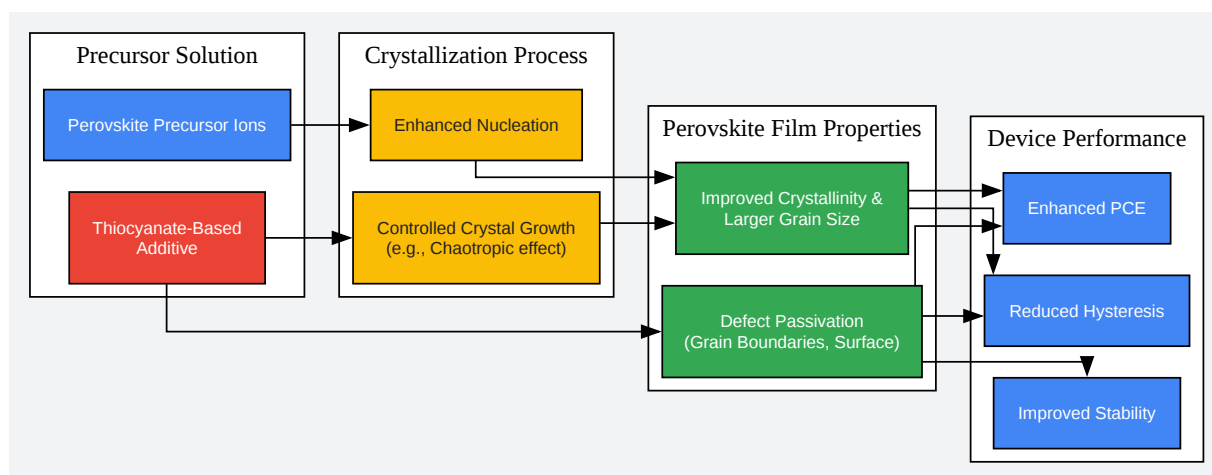 Precursor Solution
Perovskite Precursor Ions
Thiocyanate-Based
Additive
Crystallization Process
Enhanced Nucleation
Controlled Crystal Growth
(e.g., Chaotropic effect)
Perovskite Film Properties
Improved Crystallinity &
Larger Grain Size
Defect Passivation
(Grain Boundaries, Surface)
Device Performance
Enhanced PCE
Reduced Hysteresis
Improved Stability